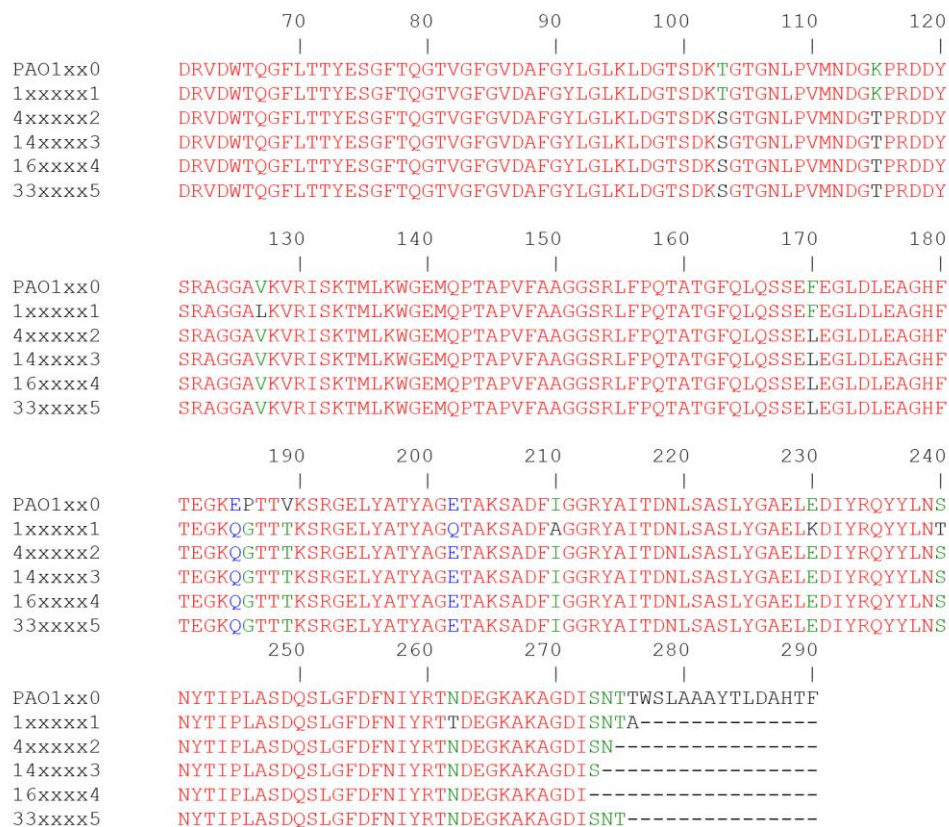 70 80 90 100 110 120
| | | | | |
PAO1xx0 DRVDWTQGFLTTYESGFTQGTVGFGVDAFGYLGLKLDGTSDKTGTGNLPVMNDGKPRDDY
1xxxxx1 DRVDWTQGFLTTYESGFTQGTVGFGVDAFGYLGLKLDGTSDKTGTGNLPVMNDGKPRDDY
4xxxxx2 DRVDWTQGFLTTYESGFTQGTVGFGVDAFGYLGLKLDGTSDKSGTGNLPVMNDGTPRDDY
14xxxx3 DRVDWTQGFLTTYESGFTQGTVGFGVDAFGYLGLKLDGTSDKSGTGNLPVMNDGTPRDDY
16xxxx4 DRVDWTQGFLTTYESGFTQGTVGFGVDAFGYLGLKLDGTSDKSGTGNLPVMNDGTPRDDY
33xxxx5 DRVDWTQGFLTTYESGFTQGTVGFGVDAFGYLGLKLDGTSDKSGTGNLPVMNDGTPRDDY
130 140 150 160 170 180
| | | | | |
PAO1xx0 SRAGGAVKVRISKTMLKWGEMQPTAPVFAAGGSRLFPQTATGFQLQSSEFEGLDLEAGHF
1xxxxx1 SRAGGALKVRISKTMLKWGEMQPTAPVFAAGGSRLFPQTATGFQLQSSEFEGLDLEAGHF
4xxxxx2 SRAGGAVKVRISKTMLKWGEMQPTAPVFAAGGSRLFPQTATGFQLQSSELEGLDLEAGHF
14xxxx3 SRAGGAVKVRISKTMLKWGEMQPTAPVFAAGGSRLFPQTATGFQLQSSELEGLDLEAGHF
16xxxx4 SRAGGAVKVRISKTMLKWGEMQPTAPVFAAGGSRLFPQTATGFQLQSSELEGLDLEAGHF
33xxxx5 SRAGGAVKVRISKTMLKWGEMQPTAPVFAAGGSRLFPQTATGFQLQSSELEGLDLEAGHF
190 200 210 220 230 240
| | | | | |
PAO1xx0 TEGKEPTTVKSRGELYATYAGETAKSADFIGGRYAITDNLSASLYGAELEDIYRQYYLNS
1xxxxx1 TEGKQGTTTKSRGELYATYAGQTAKSADFAGGRYAITDNLSASLYGAELKDIYRQYYLNT
4xxxxx2 TEGKQGTTTKSRGELYATYAGETAKSADFIGGRYAITDNLSASLYGAELEDIYRQYYLNS
14xxxx3 TEGKQGTTTKSRGELYATYAGETAKSADFIGGRYAITDNLSASLYGAELEDIYRQYYLNS
16xxxx4 TEGKQGTTTKSRGELYATYAGETAKSADFIGGRYAITDNLSASLYGAELEDIYRQYYLNS
33xxxx5 TEGKQGTTTKSRGELYATYAGETAKSADFIGGRYAITDNLSASLYGAELEDIYRQYYLNS
250 260 270 280 290
| | | | |
PAO1xx0 NYTIPLASDQSLGFDFNIYRTNDEGKAKAGDISNTTWSLAAAYTLDAHTF
1xxxxx1 NYTIPLASDQSLGFDFNIYRTTDEGKAKAGDISNTA--------------
4xxxxx2 NYTIPLASDQSLGFDFNIYRTNDEGKAKAGDISN----------------
14xxxx3 NYTIPLASDQSLGFDFNIYRTNDEGKAKAGDIS-----------------
16xxxx4 NYTIPLASDQSLGFDFNIYRTNDEGKAKAGDI------------------
33xxxx5 NYTIPLASDQSLGFDFNIYRTNDEGKAKAGDISNT---------------